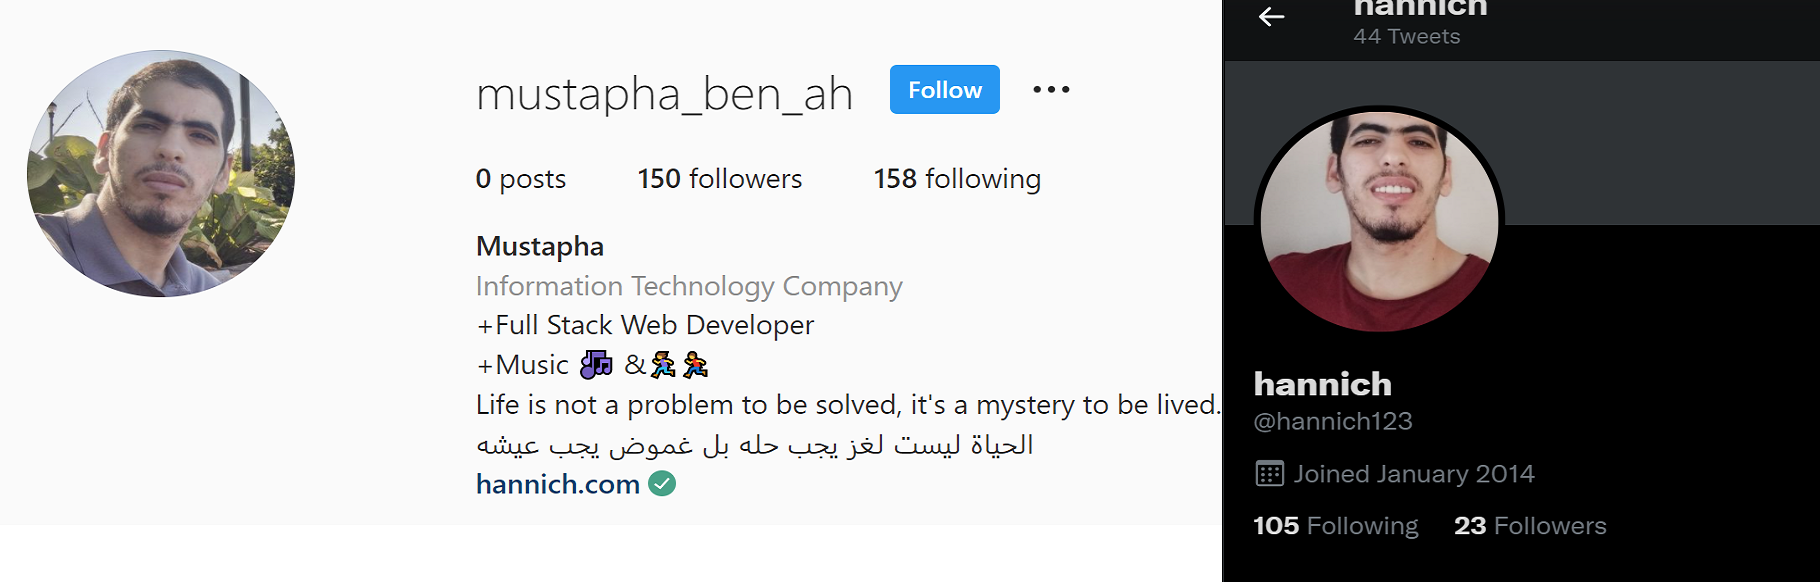 mustapha_ben_ah Follow
0 posts 150 followers 158 following
Mustapha
Information Technology Company
+Full Stack Web Developer
+Music 🎶 &🏃‍♀️🏃
Life is not a problem to be solved, it's a mystery to be lived.
الحياة ليست لغز يجب حله بل غموض يجب عيشه
hannich.com
hannich
44 Tweets
hannich
@hannich123
Joined January 2014
105 Following 23 Followers